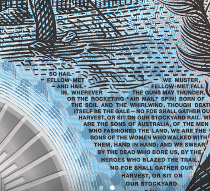 SO HAIL
FELLOW-MET WE MUSTER,
AND HAIL FELLOW-MET FALL
IN, WHEREVER THE GUNS MAY THUNDER,
OR THE ROCKETING "AIR MAIL" SPIN! BORN OF
THE SOIL AND THE WHIRLWIND, THOUGH DEATH
ITSELF BE THE GALE — NO FOE SHALL GATHER OUR
HARVEST, OR SIT ON OUR STOCKYARD RAIL. WE
ARE THE SONS OF AUSTRALIA, OF THE MEN
WHO FASHIONED THE LAND, WE ARE THE
SONS OF THE WOMEN WHO WALKED WITH
THEM, HAND IN HAND; AND WE SWEAR
BY THE DEAD WHO BORE US, BY THE
HEROES WHO BLAZED THE TRAIL,
NO FOE SHALL GATHER OUR
HARVEST, OR SIT ON
OUR STOCKYARD